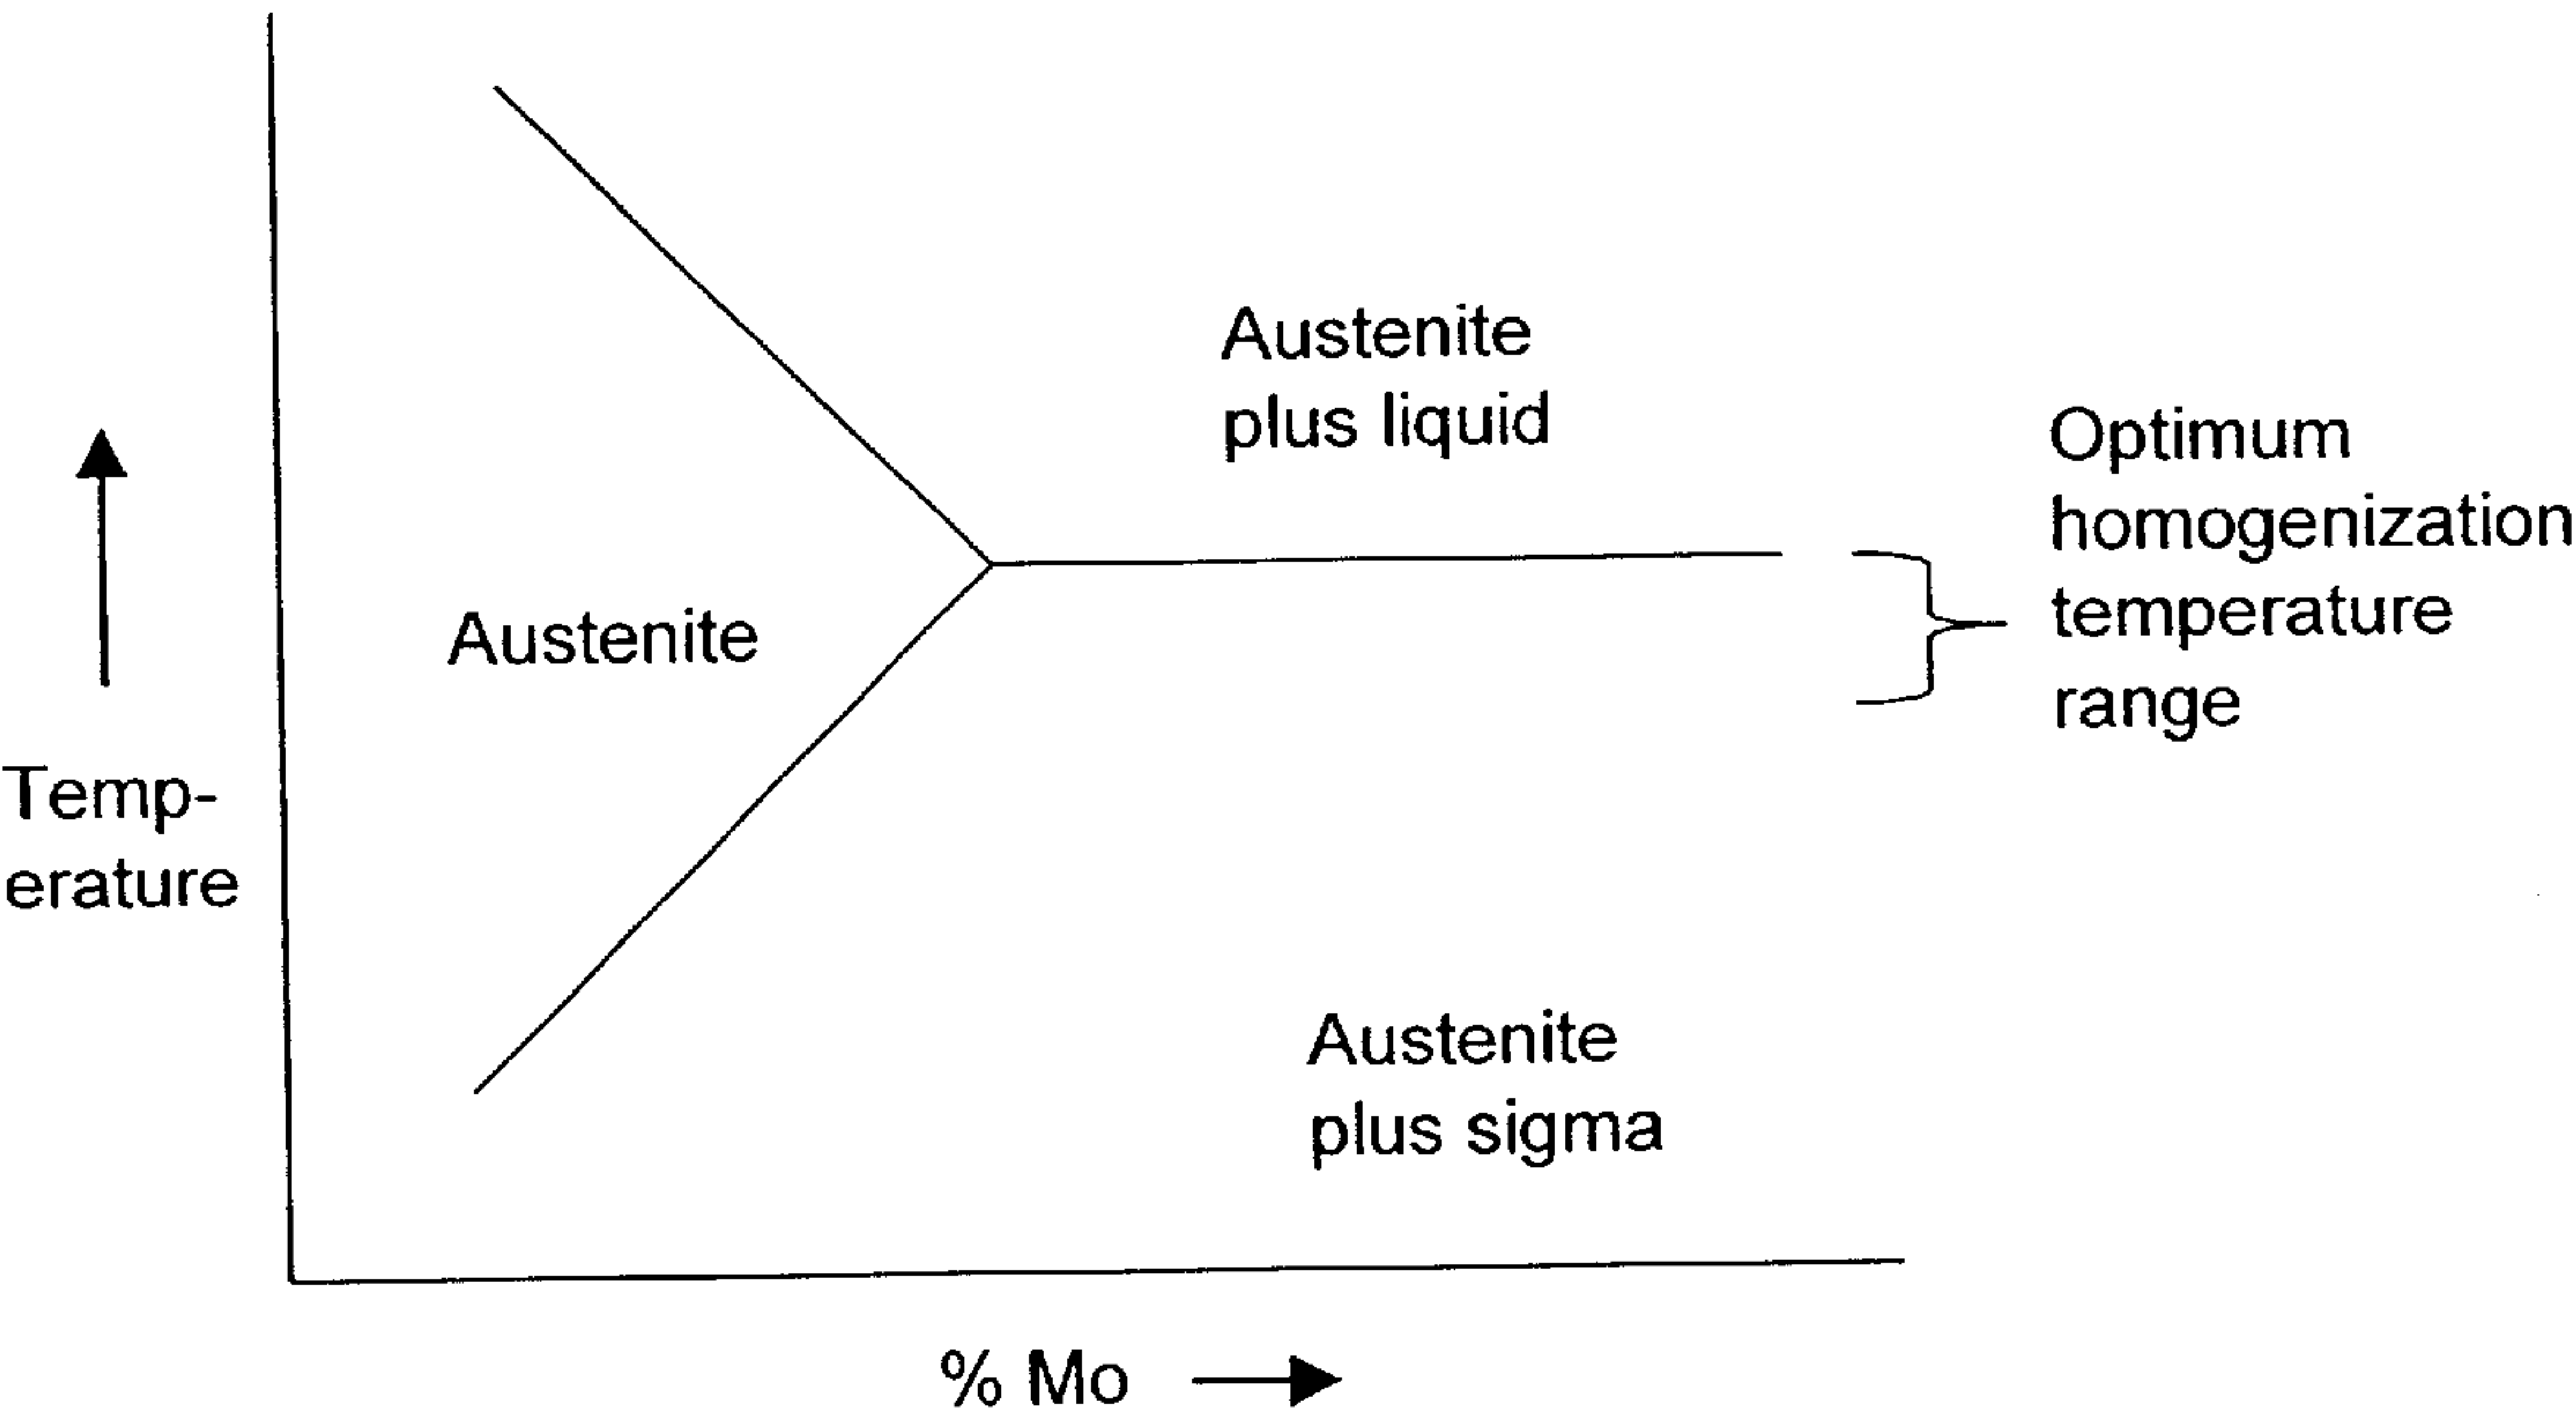 Austenite
plus liquid
Optimum
homogenization
temperature
range
Austenite
Temp-
erature
Austenite
plus sigma
% Mo